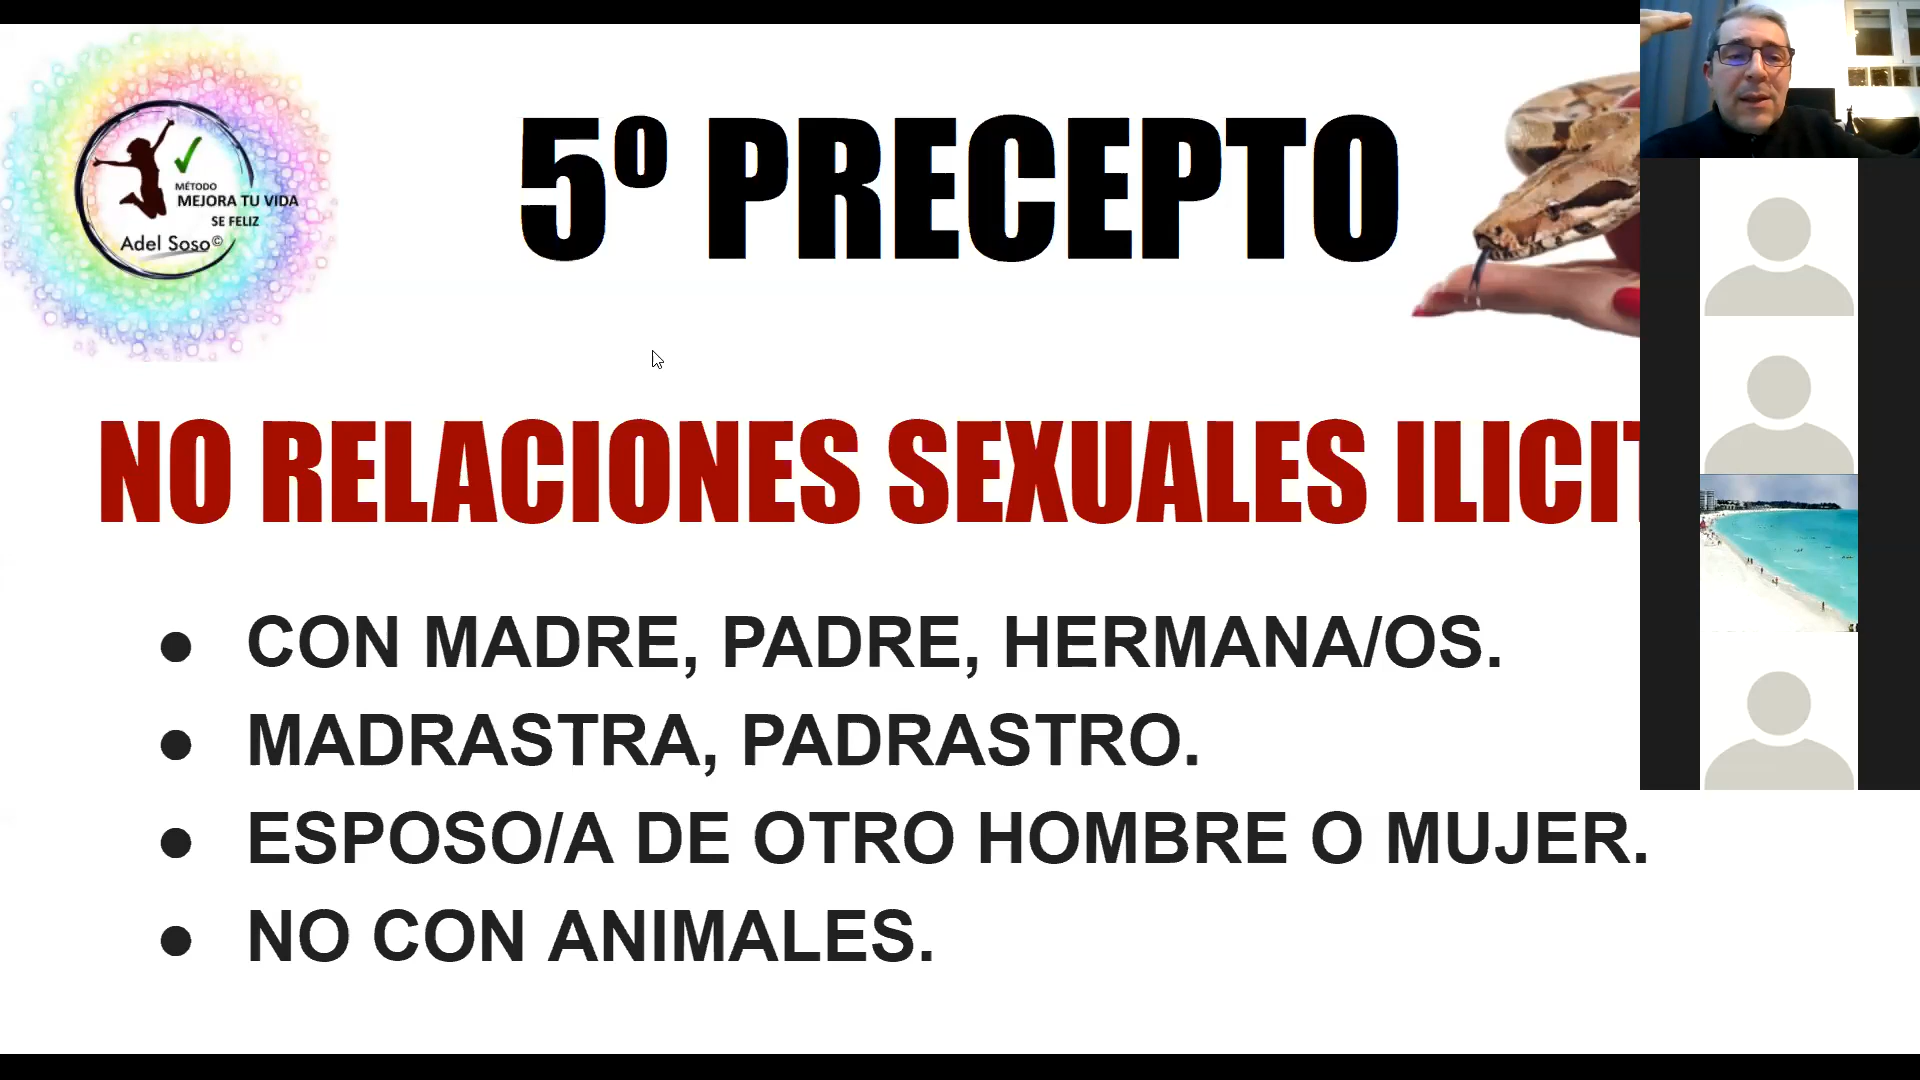 5º PRECEPTO
MÉTODO
MEJORA TU VIDA
SE FELIZ
Adel Soso©
NO RELACIONES SEXUALES ILICIT
● CON MADRE, PADRE, HERMANA/OS.
● MADRASTRA, PADRASTRO.
● ESPOSO/A DE OTRO HOMBRE O MUJER.
● NO CON ANIMALES.